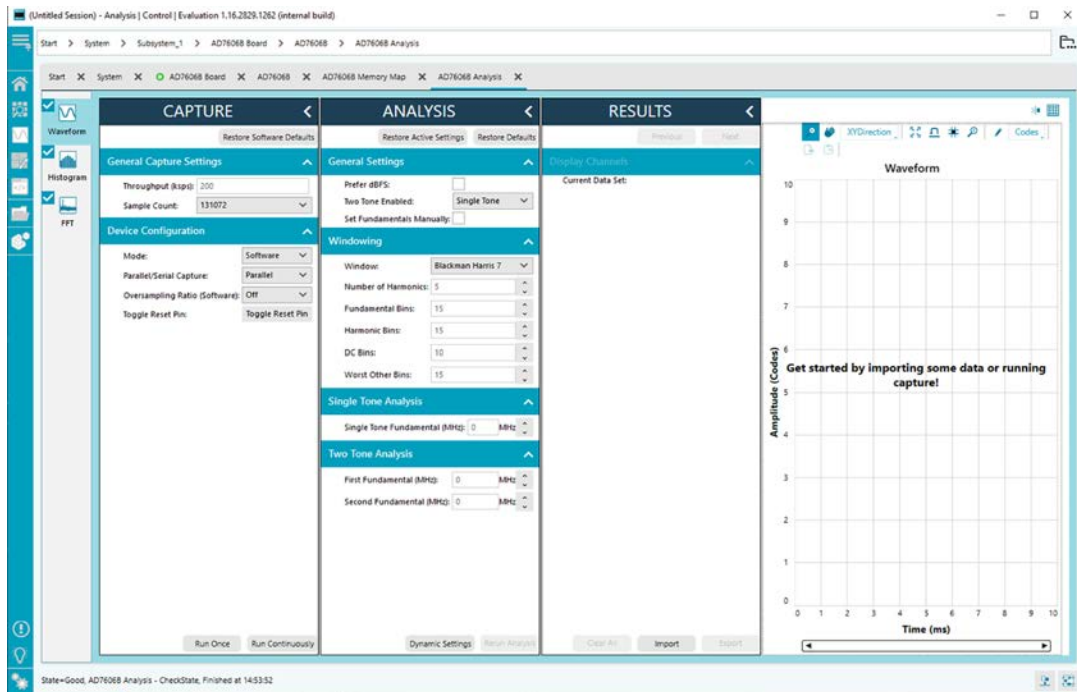 (Untitled Session) - Analysis | Control | Evaluation 1.16.2829.1262 (internal build)
Start > System > Subsystem_1 > AD7606B Board > AD7606B > AD7606B Analysis
Start X System X AD7606B Board X AD7606B X AD7606B Memory Map X AD7606B Analysis X
Waveform
Histogram
FFT
CAPTURE
Restore Software Defaults
General Capture Settings
Throughput (ksps): 200
Sample Count: 131072
Device Configuration
Mode: Software
Parallel/Serial Capture: Parallel
Oversampling Ratio (Software): Off
Toggle Reset Pin: Toggle Reset Pin
Run Once Run Continuously
ANALYSIS
Restore Active Settings Restore Defaults
General Settings
Prefer dBFS:
Two Tone Enabled: Single Tone
Set Fundamentals Manually:
Windowing
Window: Blackman Harris 7
Number of Harmonics: 5
Fundamental Bins: 15
Harmonic Bins: 15
DC Bins: 10
Worst Other Bins: 15
Single Tone Analysis
Single Tone Fundamental (MHz): 0 MHz
Two Tone Analysis
First Fundamental (MHz): 0 MHz
Second Fundamental (MHz): 0 MHz
Dynamic Settings Rerun Analysis
RESULTS
Previous Next
Display Channels
Current Data Set:
Clear All Import Export
XYDirection Codes
Waveform
Amplitude (Codes)
10
9
8
7
6
5
4
3
2
1
0
Get started by importing some data or running
capture!
0 1 2 3 4 5 6 7 8 9 10
Time (ms)
State=Good, AD7606B Analysis - CheckState, Finished at 14:53:52